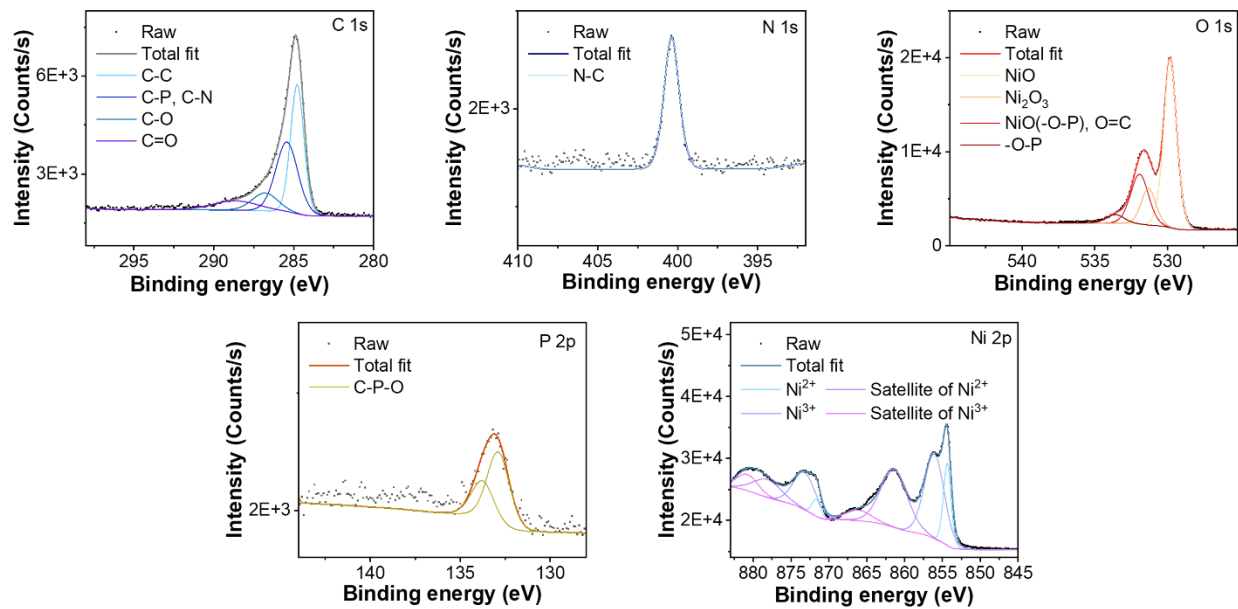 C 1s
Raw
Total fit
C-C
C-P, C-N
C-O
C=O
6E+3
3E+3
Intensity (Counts/s)
295 290 285 280
Binding energy (eV)
N 1s
Raw
Total fit
N-C
2E+3
Intensity (Counts/s)
410 405 400 395
Binding energy (eV)
O 1s
Raw
Total fit
NiO
Ni₂O₃
NiO(-O-P), O=C
-O-P
2E+4
1E+4
0
Intensity (Counts/s)
540 535 530
Binding energy (eV)
P 2p
Raw
Total fit
C-P-O
2E+3
Intensity (Counts/s)
140 135 130
Binding energy (eV)
Ni 2p
Raw
Total fit
Ni²⁺ Satellite of Ni²⁺
Ni³⁺ Satellite of Ni³⁺
5E+4
4E+4
3E+4
2E+4
Intensity (Counts/s)
880 875 870 865 860 855 850 845
Binding energy (eV)